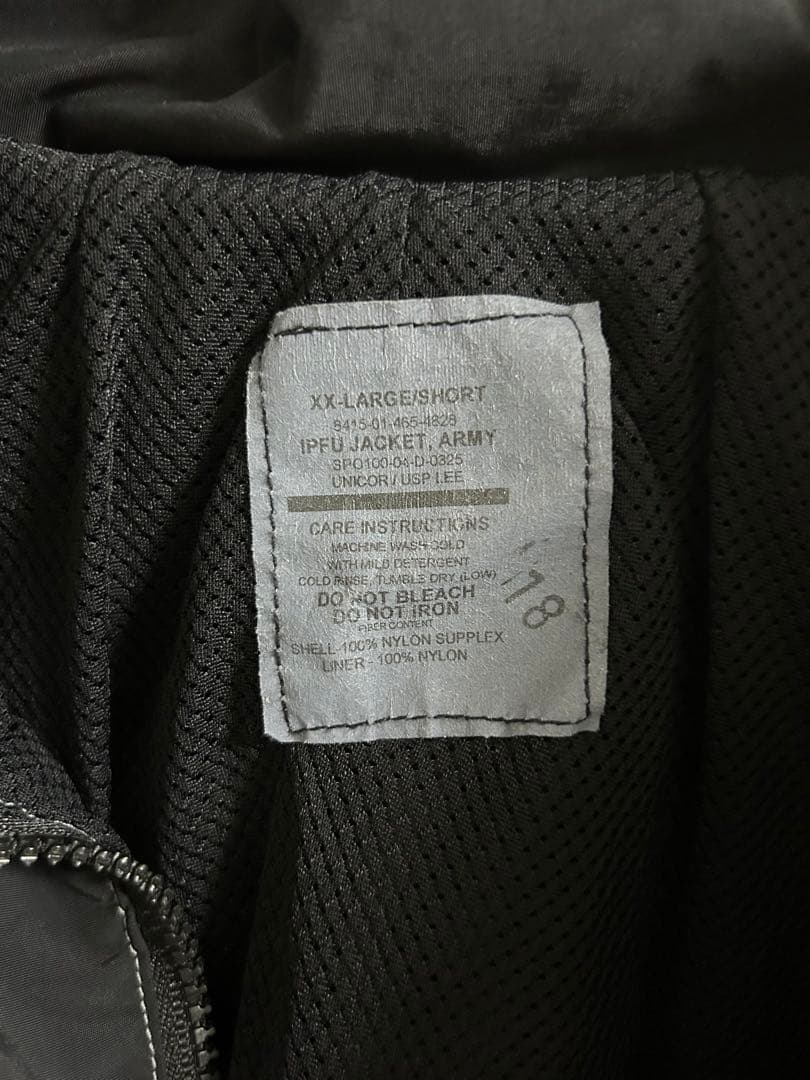 XX-LARGE/SHORT
8415-01-465-4828
IPFU JACKET, ARMY
SPO100-04-D-0325
UNICOR / USP LEE
CARE INSTRUCTIONS
MACHINE WASH COLD
WITH MILD DETERGENT
COLD RINSE, TUMBLE DRY (LOW)
DO NOT BLEACH
DO NOT IRON
FIBER CONTENT
SHELL-100% NYLON SUPPLEX
LINER - 100% NYLON
178